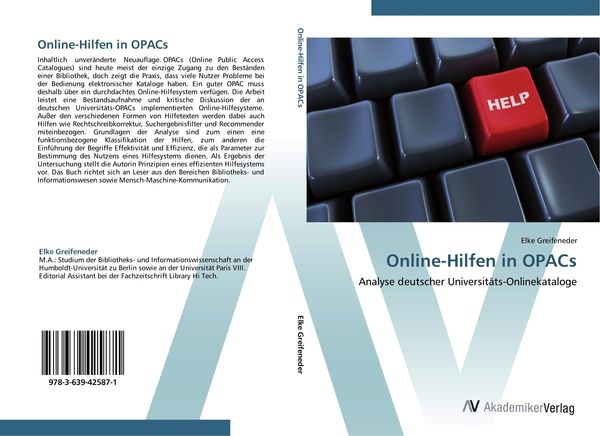 Online-Hilfen in OPACs
Inhaltlich unveränderte Neuauflage. OPACs (Online Public Access
Catalogues) sind heute meist der einzige Zugang zu den Beständen
einer Bibliothek, doch zeigt die Praxis, dass viele Nutzer Probleme bei
der Bedienung elektronischer Kataloge haben. Ein guter OPAC muss
deshalb über ein durchdachtes Online-Hilfesystem verfügen. Die Arbeit
leistet eine Bestandsaufnahme und kritische Diskussion der an
deutschen Universitäts-OPACs implementierten Online-Hilfesysteme.
Außer den verschiedenen Formen von Hilfetexten werden dabei auch
Hilfen wie Rechtschreibkorrektur, Suchergebnisfilter und Recommender
miteinbezogen. Grundlagen der Analyse sind zum einen eine
funktionsbezogene Klassifikation der Hilfen, zum anderen die
Einführung der Begriffe Effektivität und Effizienz, die als Parameter zur
Bestimmung des Nutzens eines Hilfesystems dienen. Als Ergebnis der
Untersuchung stellt die Autorin Prinzipien eines effizienten Hilfesystems
vor. Das Buch richtet sich an Leser aus den Bereichen Bibliotheks- und
Informationswesen sowie Mensch-Maschine-Kommunikation.
Elke Greifeneder
M.A.: Studium der Bibliotheks- und Informationswissenschaft an der
Humboldt-Universität zu Berlin sowie an der Universität Paris VIII.
Editorial Assistant bei der Fachzeitschrift Library Hi Tech.
978-3-639-42587-1
Online-Hilfen in OPACs
Elke Greifeneder
HELP
Elke Greifeneder
Online-Hilfen in OPACs
Analyse deutscher Universitäts-Onlinekataloge
AV AkademikerVerlag